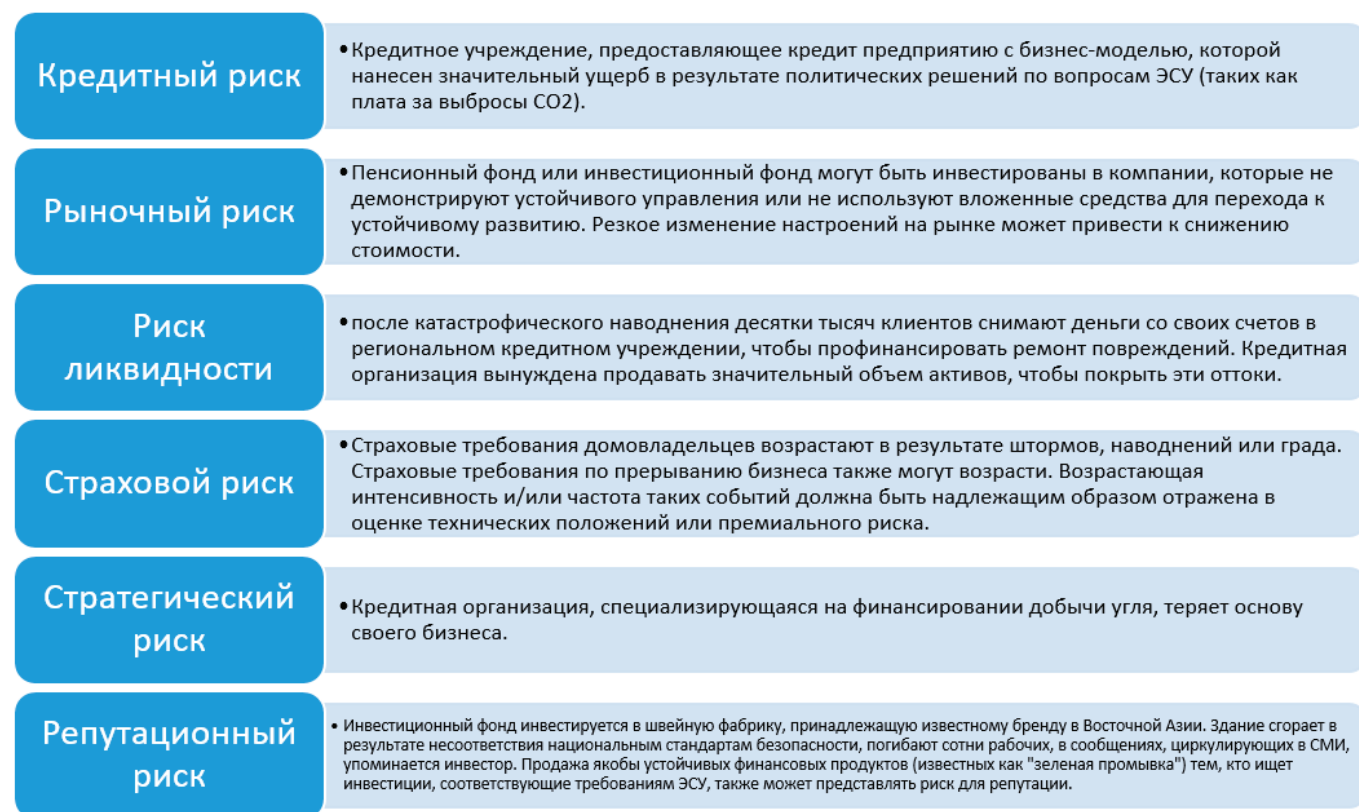 Кредитный риск
•Кредитное учреждение, предоставляющее кредит предприятию с бизнес-моделью, которой
нанесен значительный ущерб в результате политических решений по вопросам ЭСУ (таких как
плата за выбросы CO2).
Рыночный риск
•Пенсионный фонд или инвестиционный фонд могут быть инвестированы в компании, которые не
демонстрируют устойчивого управления или не используют вложенные средства для перехода к
устойчивому развитию. Резкое изменение настроений на рынке может привести к снижению
стоимости.
Риск
ликвидности
•после катастрофического наводнения десятки тысяч клиентов снимают деньги со своих счетов в
региональном кредитном учреждении, чтобы профинансировать ремонт повреждений. Кредитная
организация вынуждена продавать значительный объем активов, чтобы покрыть эти оттоки.
Страховой риск
•Страховые требования домовладельцев возрастают в результате штормов, наводнений или града.
Страховые требования по прерыванию бизнеса также могут возрасти. Возрастающая
интенсивность и/или частота таких событий должна быть надлежащим образом отражена в
оценке технических положений или премиального риска.
Стратегический
риск
•Кредитная организация, специализирующаяся на финансировании добычи угля, теряет основу
своего бизнеса.
Репутационный
риск
• Инвестиционный фонд инвестируется в швейную фабрику, принадлежащую известному бренду в Восточной Азии. Здание сгорает в
результате несоответствия национальным стандартам безопасности, погибают сотни рабочих, в сообщениях, циркулирующих в СМИ,
упоминается инвестор. Продажа якобы устойчивых финансовых продуктов (известных как "зеленая промывка") тем, кто ищет
инвестиции, соответствующие требованиям ЭСУ, также может представлять риск для репутации.